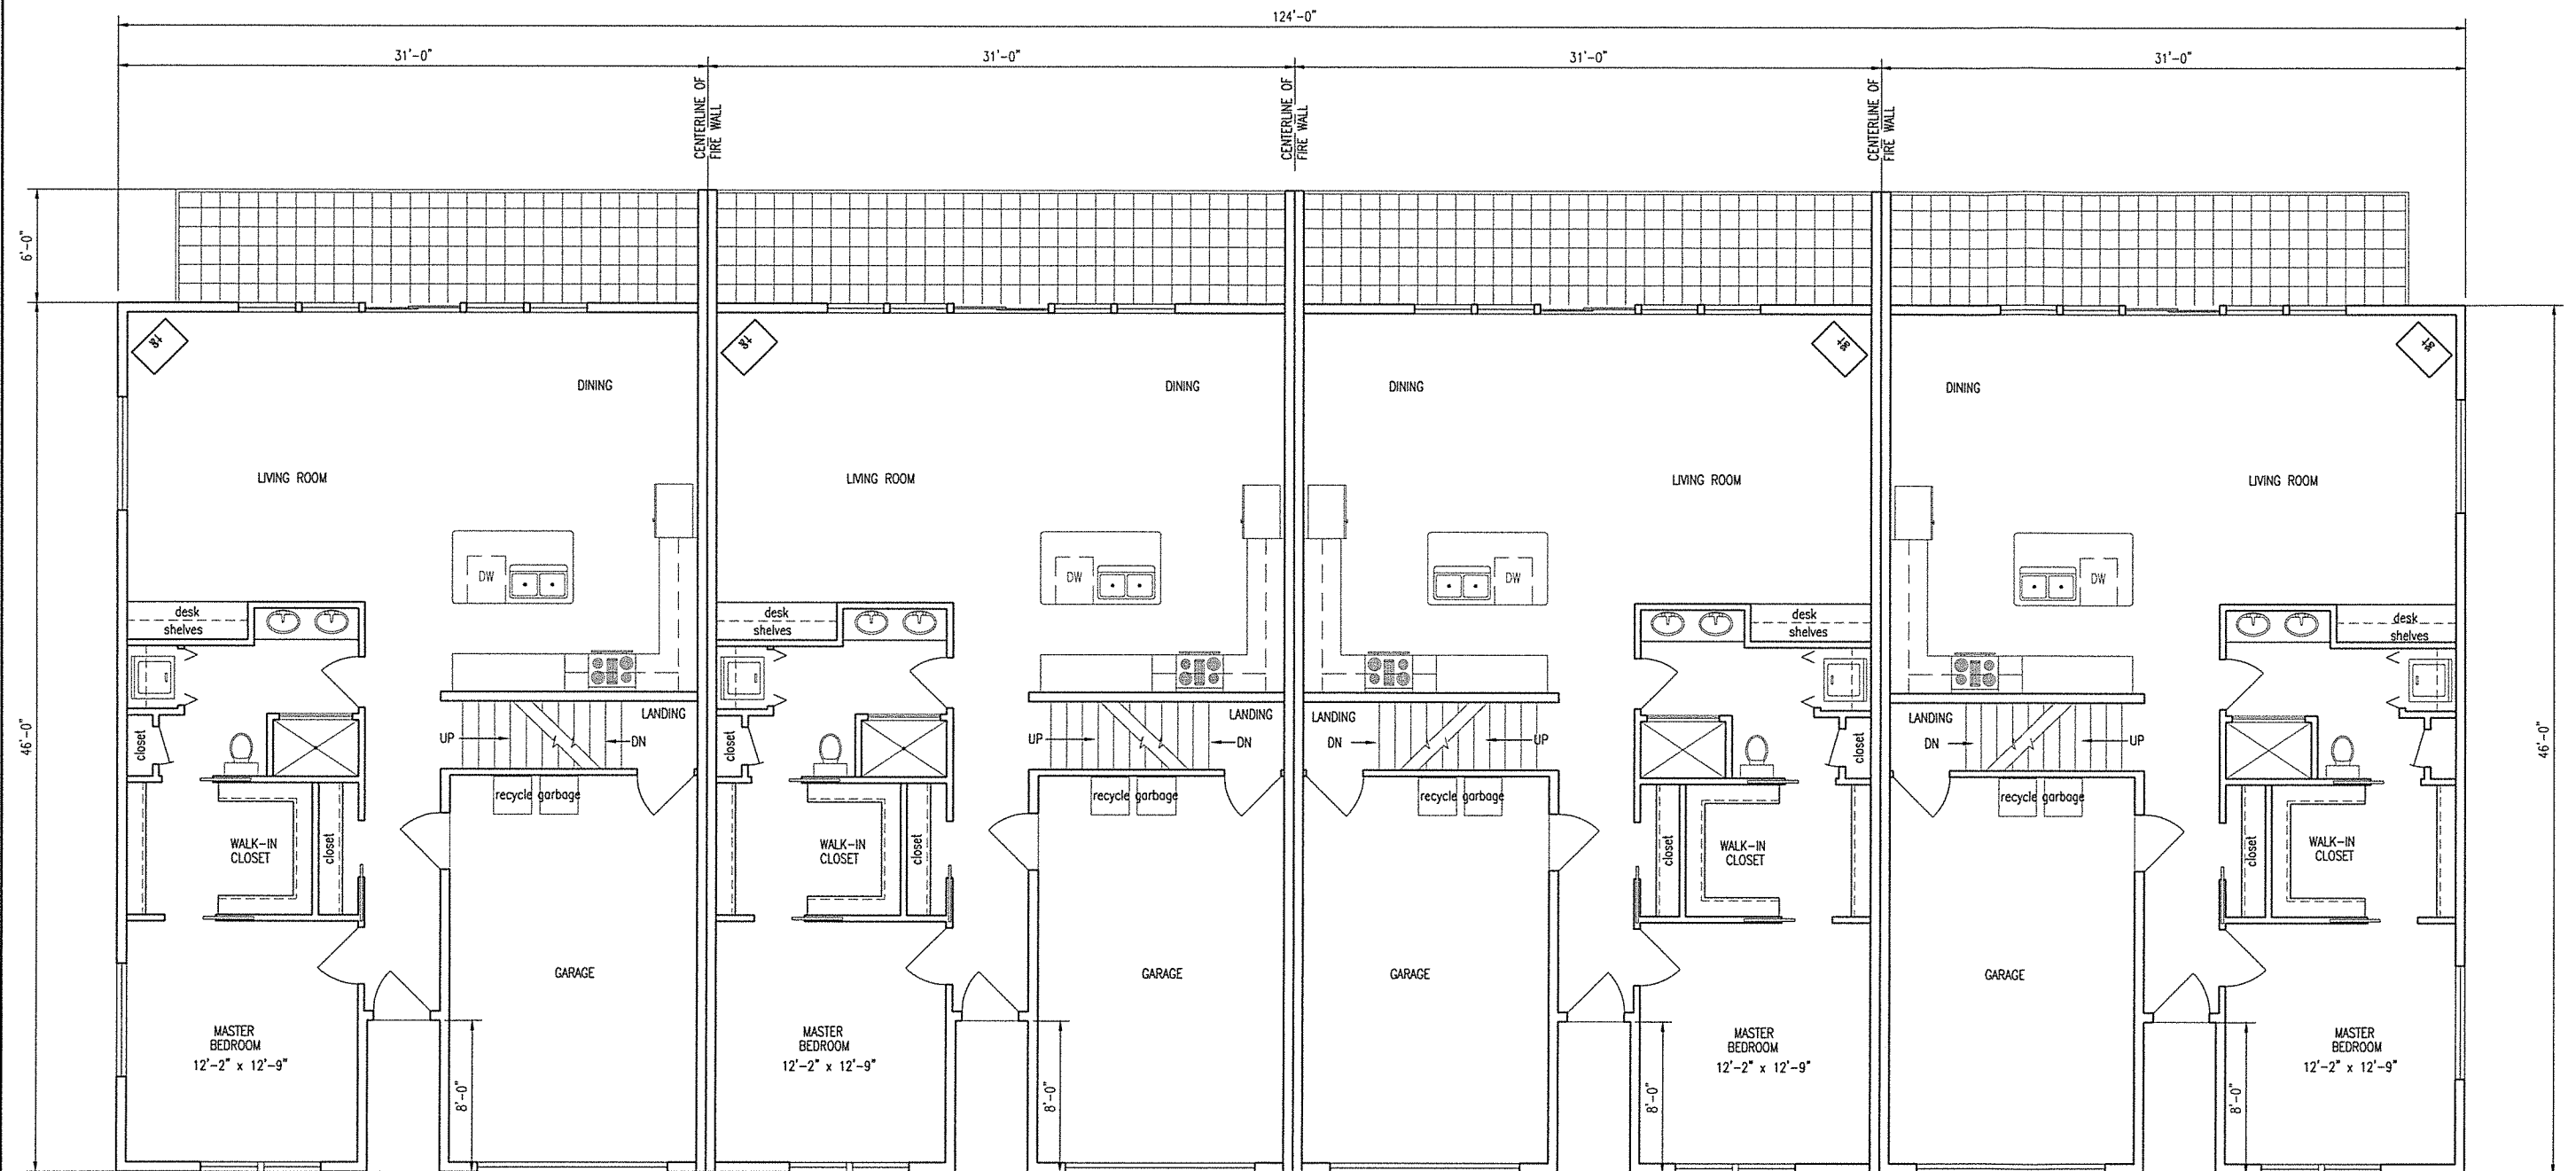 124'-0"
31'-0"
31'-0"
31'-0"
31'-0"
CENTERLINE OF
FIRE WALL
CENTERLINE OF
FIRE WALL
CENTERLINE OF
FIRE WALL
6'-0"
46'-0"
46'-0"
DINING
LIVING ROOM
DW
desk
shelves
LANDING
UP
DN
closet
recycle garbage
WALK-IN
CLOSET
closet
GARAGE
MASTER
BEDROOM
12'-2" x 12'-9"
8'-0"
DINING
LIVING ROOM
DW
desk
shelves
LANDING
UP
DN
closet
recycle garbage
WALK-IN
CLOSET
closet
GARAGE
MASTER
BEDROOM
12'-2" x 12'-9"
8'-0"
DINING
LIVING ROOM
DW
desk
shelves
LANDING
DN
UP
closet
recycle garbage
closet
WALK-IN
CLOSET
GARAGE
MASTER
BEDROOM
12'-2" x 12'-9"
8'-0"
DINING
LIVING ROOM
DW
desk
shelves
LANDING
DN
UP
recycle garbage
closet
WALK-IN
CLOSET
GARAGE
MASTER
BEDROOM
12'-2" x 12'-9"
8'-0"